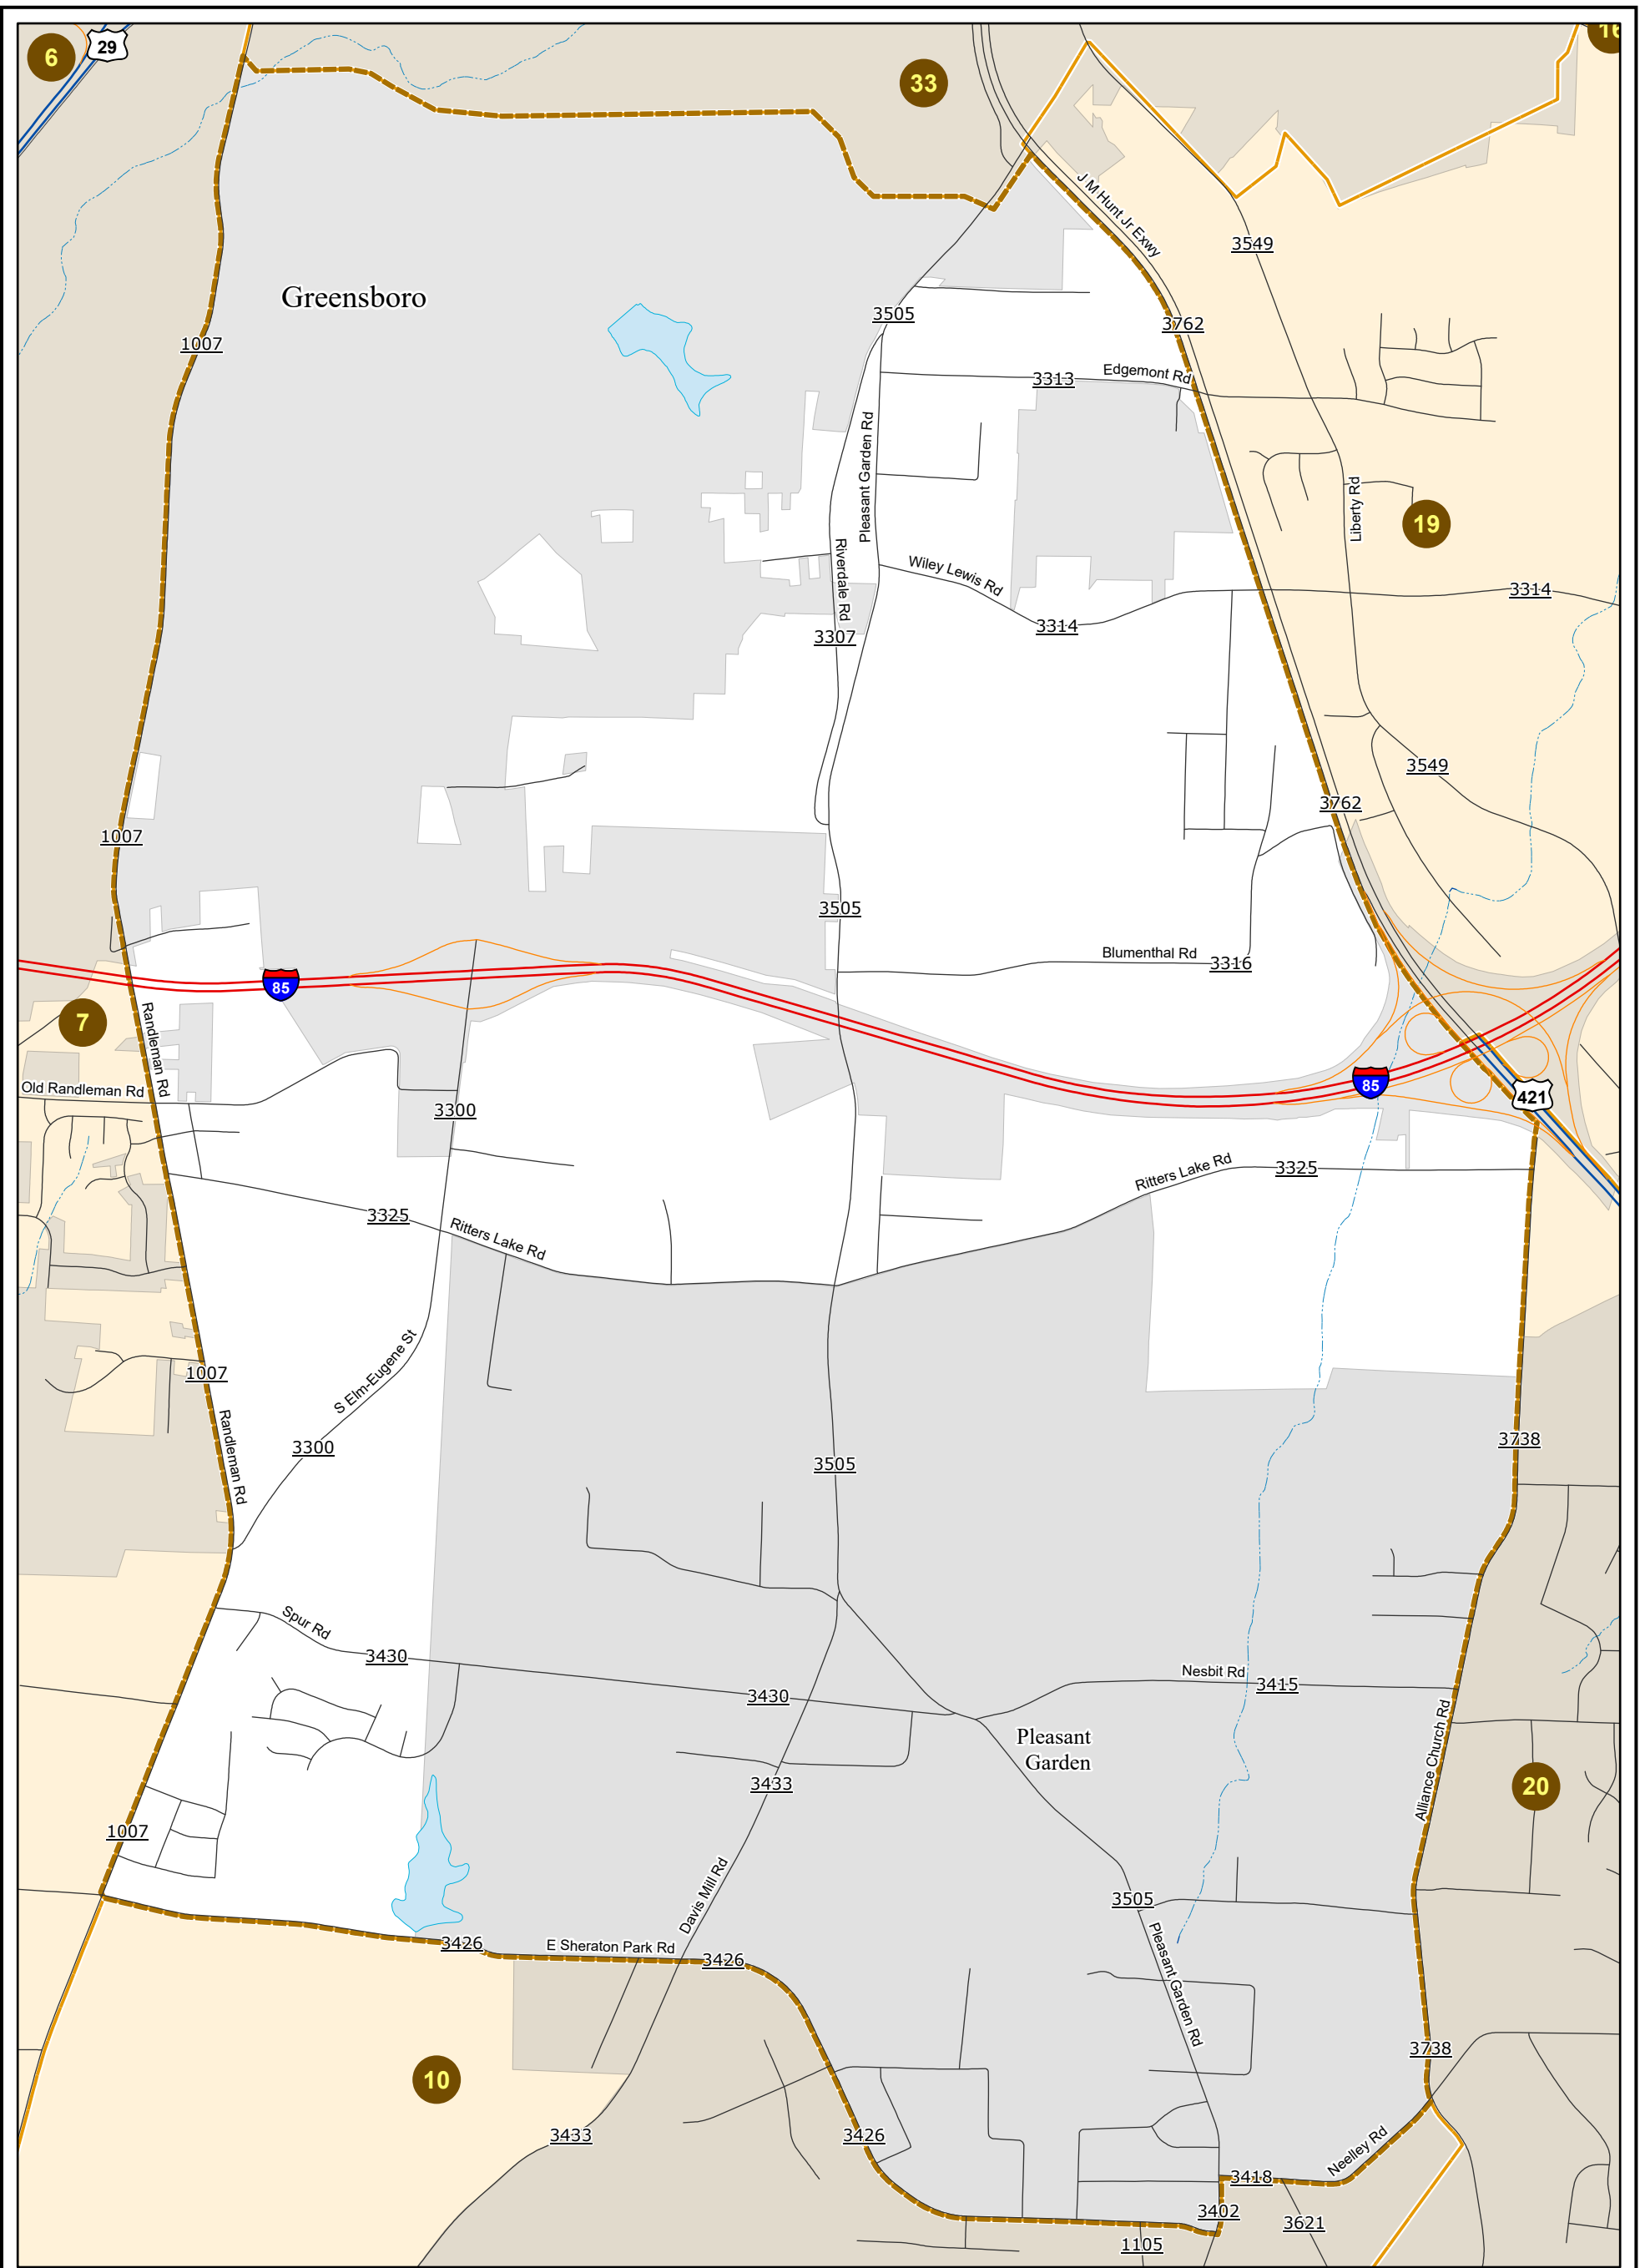 6
29
33
16
J M Hunt Jr Exwy
3549
Greensboro
3505
3762
1007
3313
Edgemont Rd
Pleasant Garden Rd
Liberty Rd
19
Riverdale Rd
Wiley Lewis Rd
3314
3314
3307
3549
3762
1007
3505
Blumenthal Rd
3316
85
7
Randleman Rd
Old Randleman Rd
85
421
3300
Ritters Lake Rd
3325
3325
Ritters Lake Rd
S Elm-Eugene St
1007
Randleman Rd
3300
3738
3505
Spur Rd
3430
3430
Nesbit Rd
3415
Pleasant
Garden
Alliance Church Rd
3433
20
1007
Davis Mill Rd
3505
Pleasant Garden Rd
3426
E Sheraton Park Rd
3426
3738
10
3433
3426
Neelley Rd
3418
3402
3621
1105